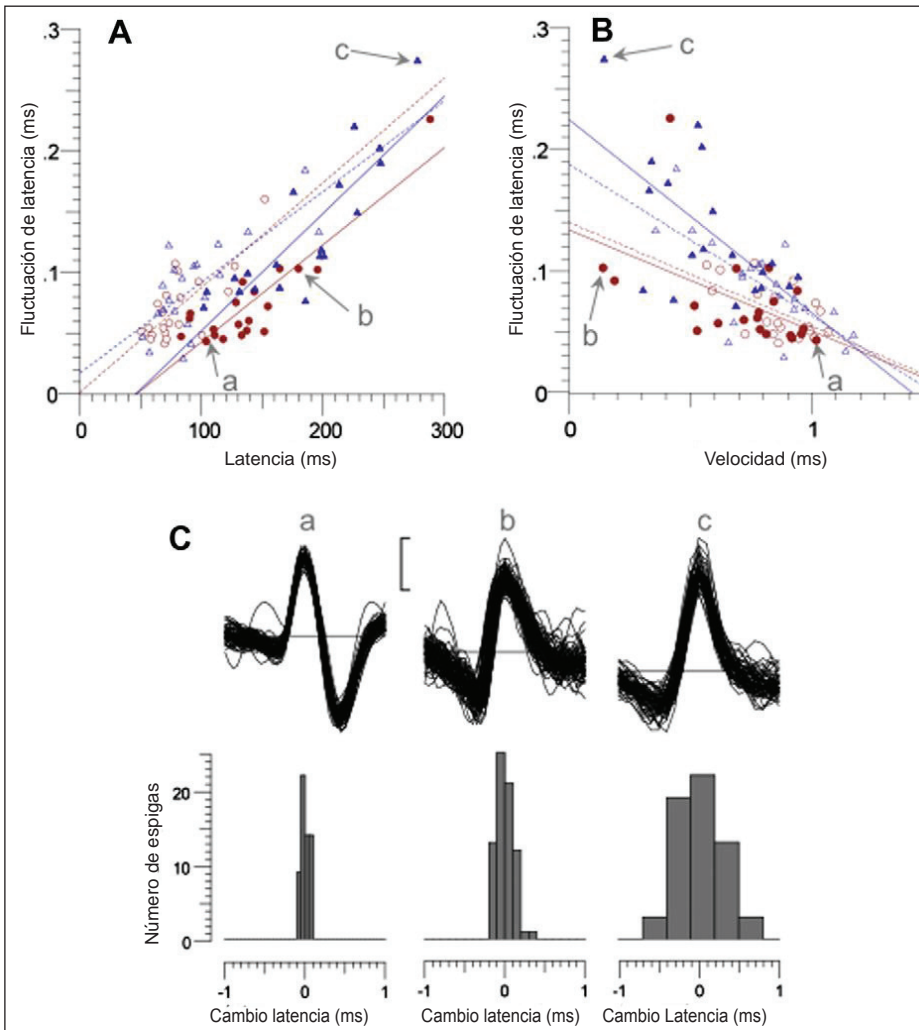 A
B
c
c
.3
.3
.2
.2
.1
.1
0
0
b
b
a
a
Fluctuación de latencia (ms)
Fluctuación de latencia (ms)
0 100 200 300
0 1
Latencia (ms)
Velocidad (ms)
C
a b c
Número de espigas
20
10
0
-1 0 1
-1 0 1
-1 0 1
Cambio latencia (ms)
Cambio latencia (ms)
Cambio Latencia (ms)